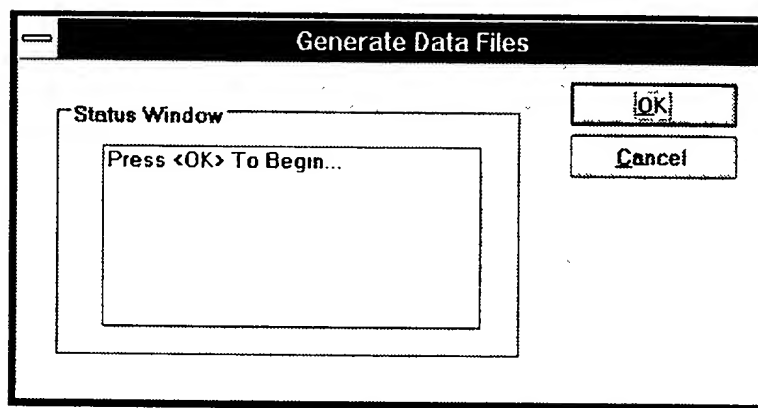 Generate Data Files
Status Window
Press <OK> To Begin...
OK
Cancel